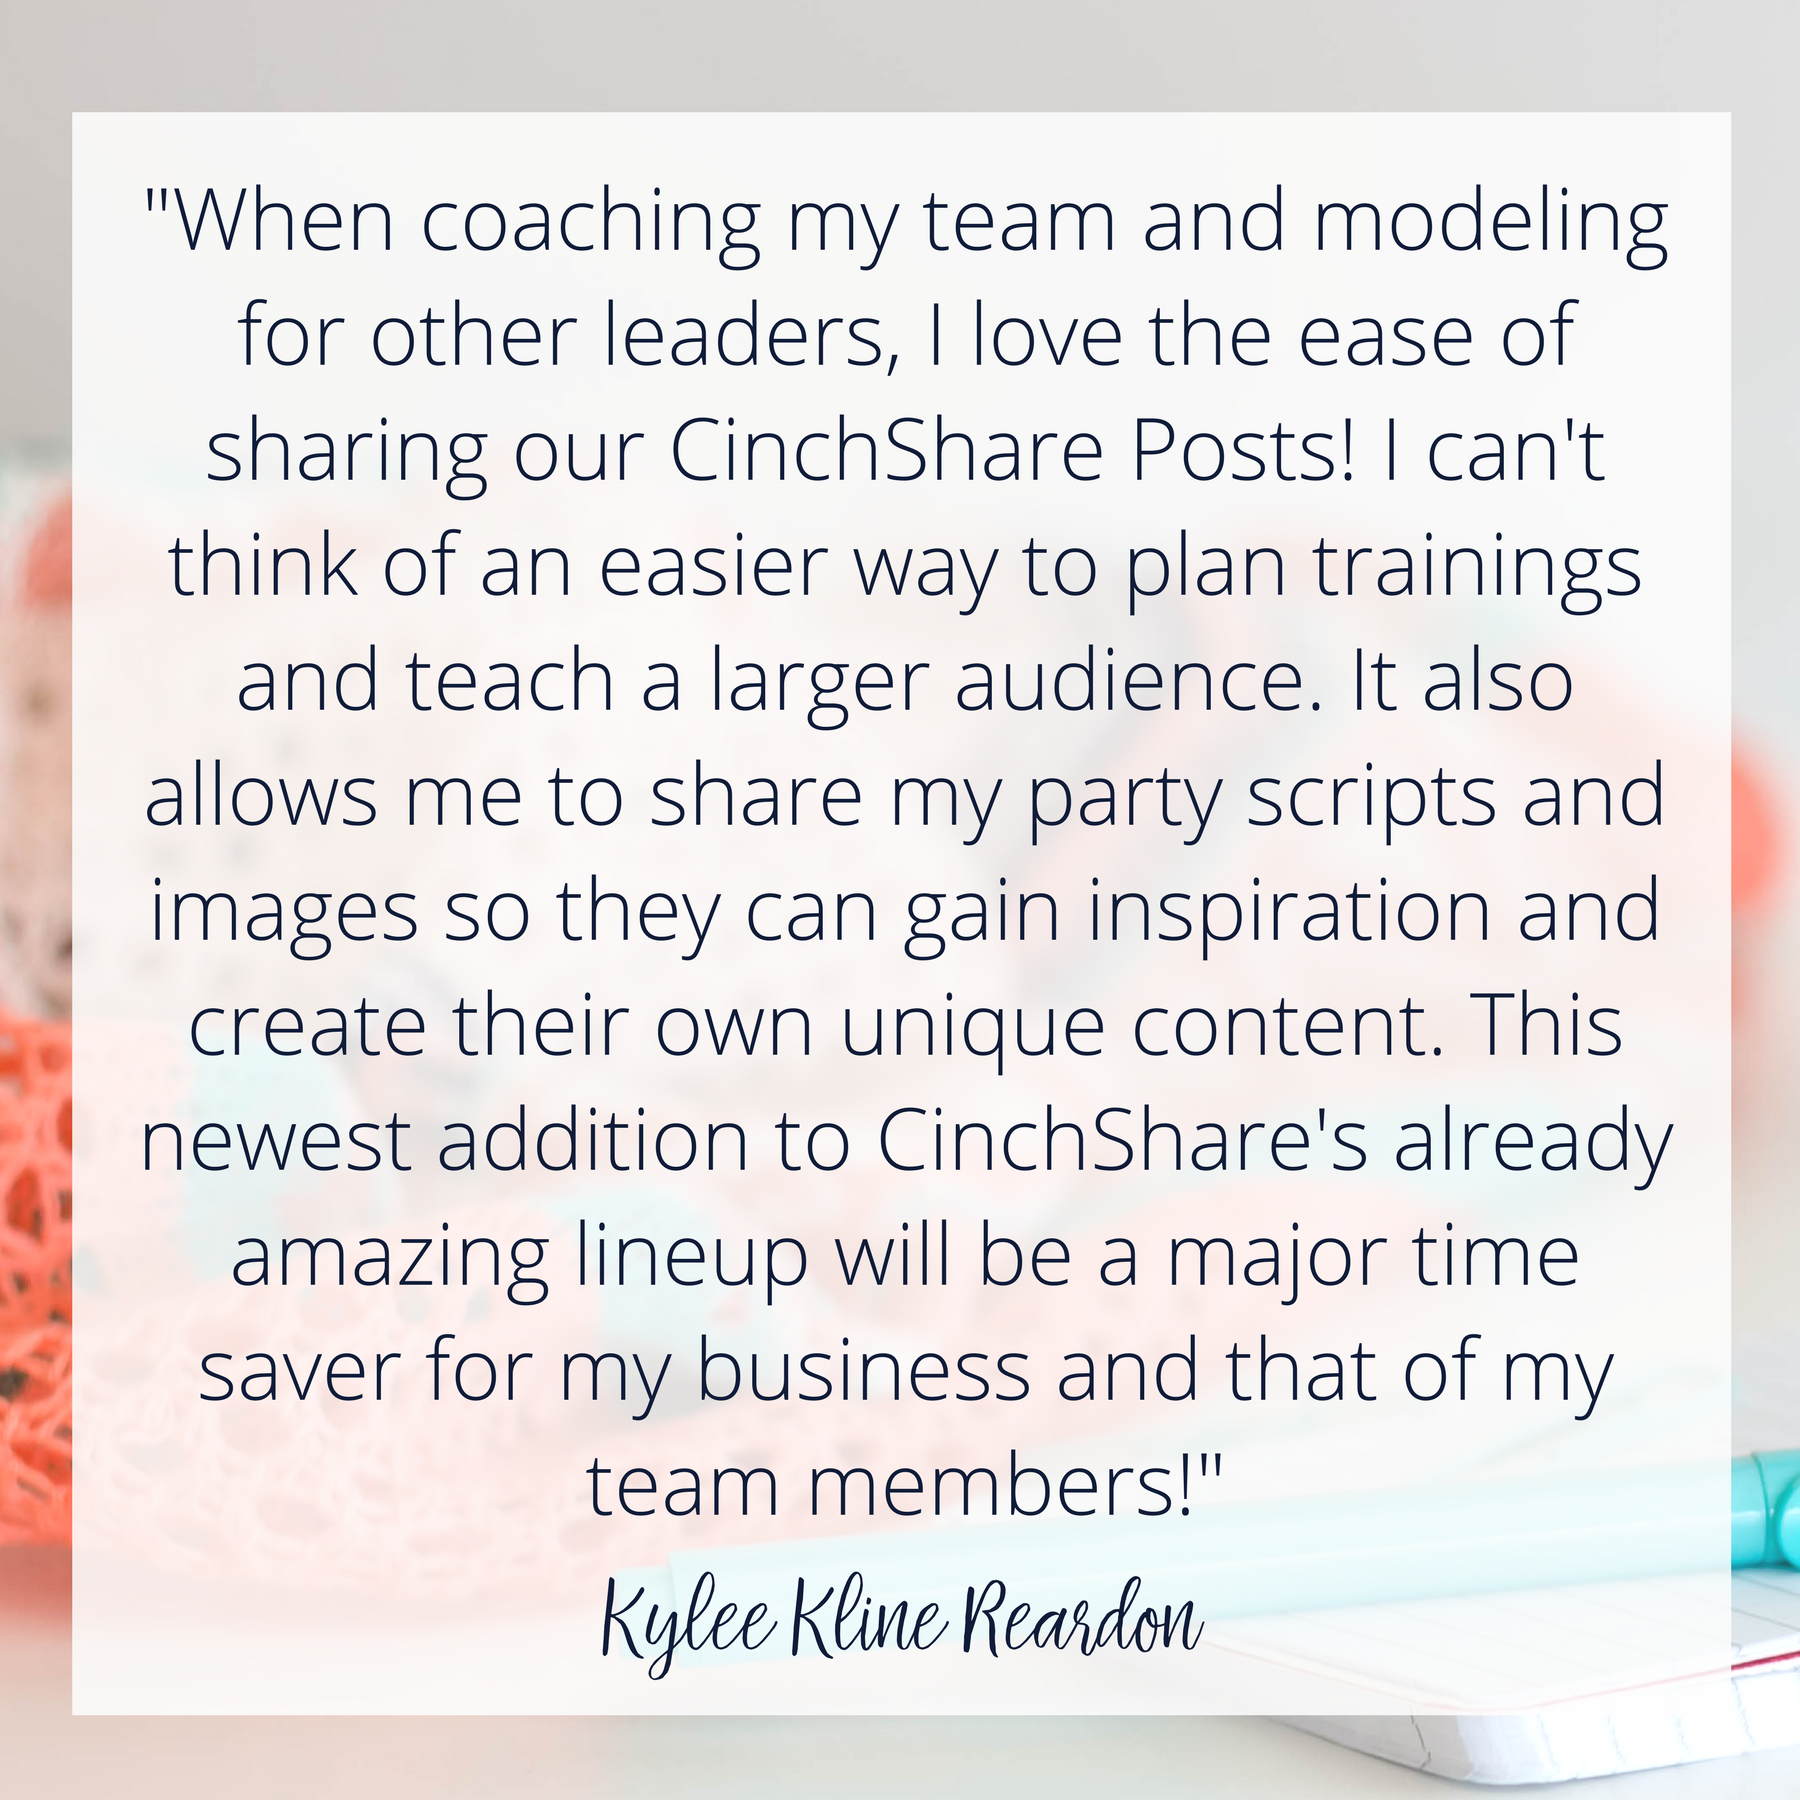 "When coaching my team and modeling
for other leaders, I love the ease of
sharing our CinchShare Posts! I can't
think of an easier way to plan trainings
and teach a larger audience. It also
allows me to share my party scripts and
images so they can gain inspiration and
create their own unique content. This
newest addition to CinchShare's already
amazing lineup will be a major time
saver for my business and that of my
team members!"
Kylee Kline Reardon